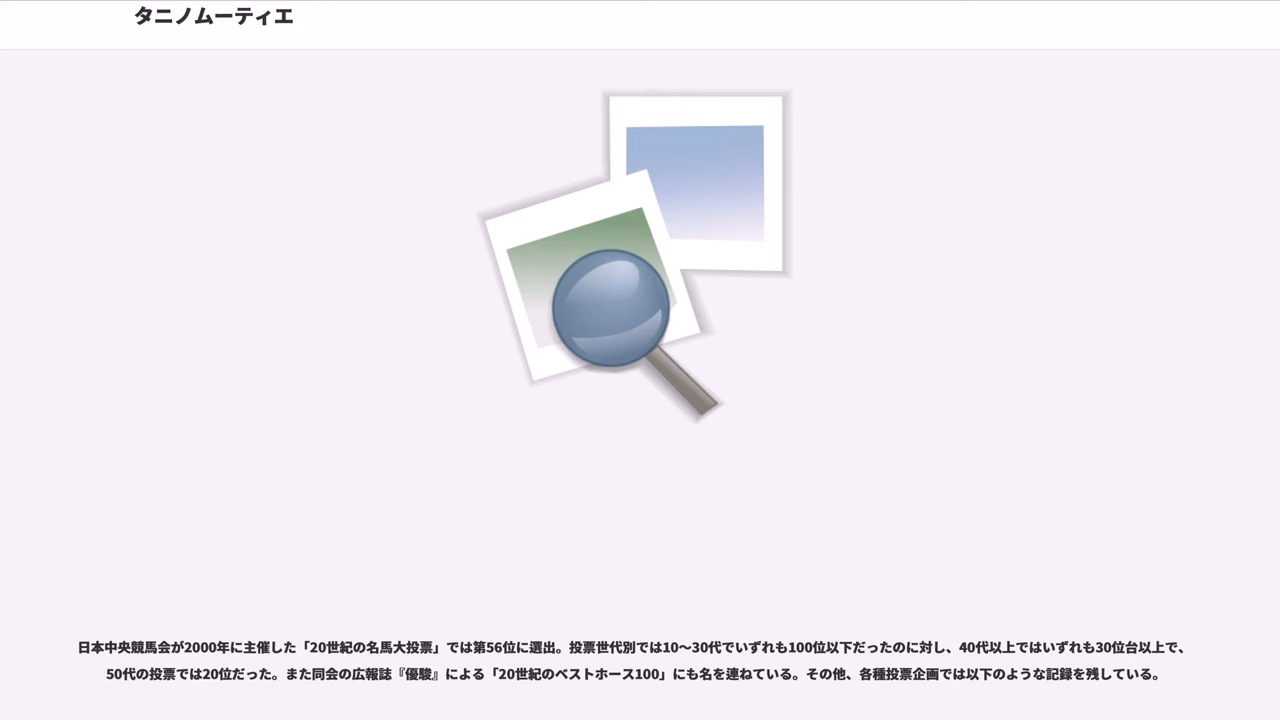 タニノムーティエ
日本中央競馬会が2000年に主催した「20世紀の名馬大投票」では第56位に選出。投票世代別では10〜30代でいずれも100位以下だったのに対し、40代以上ではいずれも30位台以上で、
50代の投票では20位だった。また同会の広報誌『優駿』による「20世紀のベストホース100」にも名を連ねている。その他、各種投票企画では以下のような記録を残している。